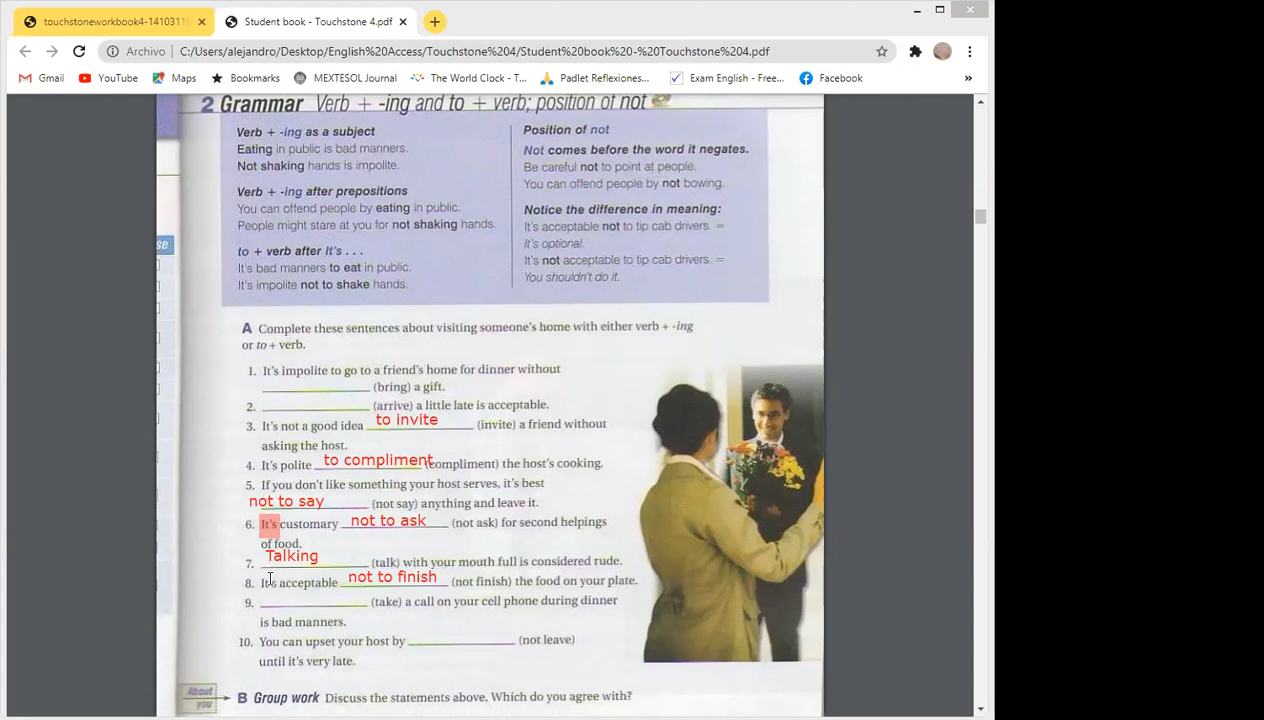 touchstoneworkbook4-1410311
Student book - Touchstone 4.pdf
Archivo C:/Users/alejandro/Desktop/English%20Access/Touchstone%204/Student%20book%20-%20Touchstone%204.pdf
Gmail YouTube Maps Bookmarks MEXTESOL Journal The World Clock - T... Padlet Reflexiones... Exam English - Free... Facebook »
2 Grammar Verb + -ing and to + verb; position of not
Verb + -ing as a subject
Eating in public is bad manners.
Not shaking hands is impolite.
Verb + -ing after prepositions
You can offend people by eating in public.
People might stare at you for not shaking hands.
to + verb after It's . . .
It's bad manners to eat in public.
It's impolite not to shake hands.
Position of not
Not comes before the word it negates.
Be careful not to point at people.
You can offend people by not bowing.
Notice the difference in meaning:
It's acceptable not to tip cab drivers. =
It's optional.
It's not acceptable to tip cab drivers. =
You shouldn't do it.
se
A Complete these sentences about visiting someone's home with either verb + -ing
or to + verb.
1. It's impolite to go to a friend's home for dinner without
____________ (bring) a gift.
2. ____________ (arrive) a little late is acceptable.
3. It's not a good idea to invite (invite) a friend without
asking the host.
4. It's polite to compliment (compliment) the host's cooking.
5. If you don't like something your host serves, it's best
not to say (not say) anything and leave it.
6. It's customary not to ask (not ask) for second helpings
of food.
7. Talking (talk) with your mouth full is considered rude.
8. It's acceptable not to finish (not finish) the food on your plate.
9. ____________ (take) a call on your cell phone during dinner
is bad manners.
10. You can upset your host by ____________ (not leave)
until it's very late.
About
you
B Group work Discuss the statements above. Which do you agree with?